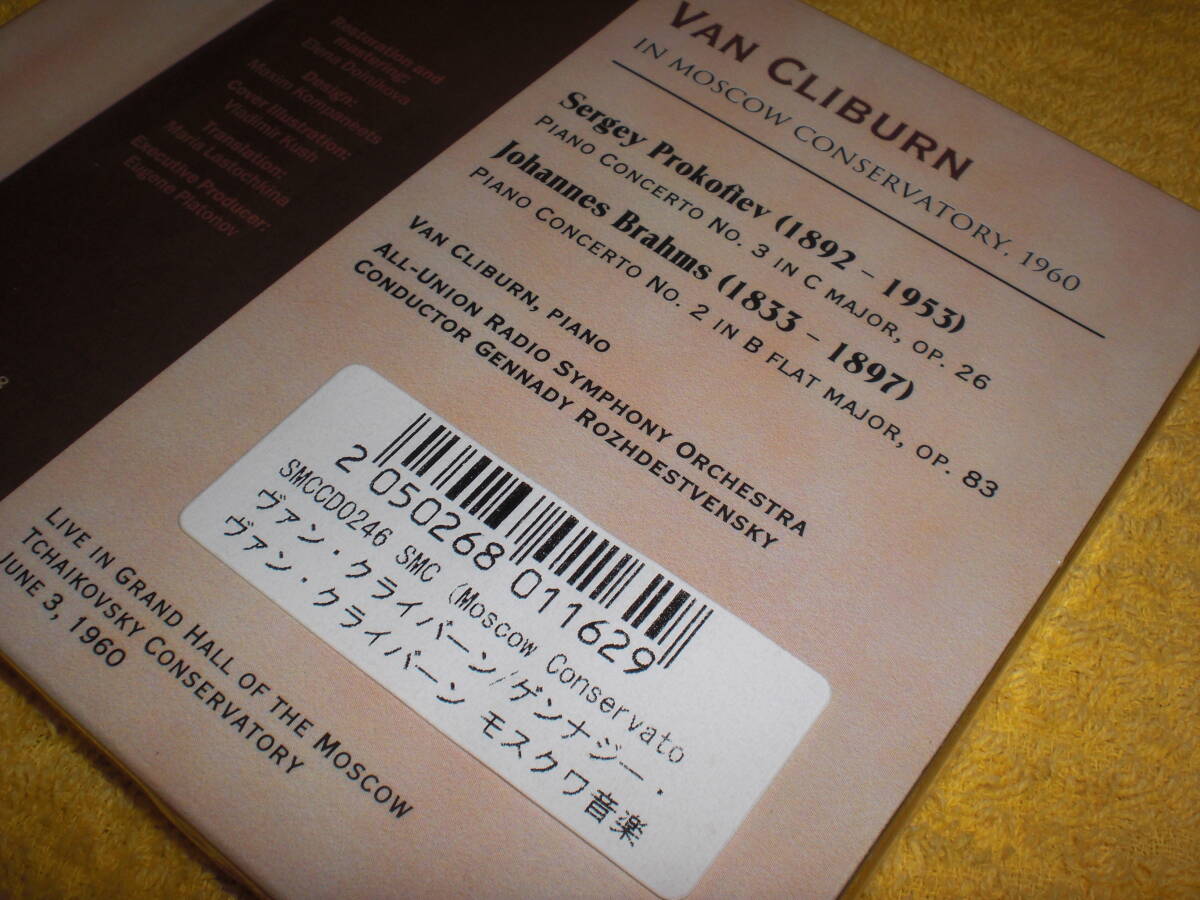 VAN CLIBURN
IN MOSCOW CONSERVATORY, 1960
Sergey Prokofiev (1892 – 1953)
PIANO CONCERTO NO. 3 IN C MAJOR, OP. 26
Johannes Brahms (1833 – 1897)
PIANO CONCERTO NO. 2 IN B FLAT MAJOR, OP. 83
VAN CLIBURN, PIANO
ALL-UNION RADIO SYMPHONY ORCHESTRA
CONDUCTOR GENNADY ROZHDESTVENSKY
2 050268 011629
SMCCD0246 SMC (Moscow Conservato
ヴァン・クライバーン/ゲンナジー・
ヴァン・クライバーン モスクワ音楽
LIVE IN GRAND HALL OF THE MOSCOW
TCHAIKOVSKY CONSERVATORY
JUNE 3, 1960
Restoration and
mastering:
Elena Doinikova
Design:
Maxim Kompaneets
Cover illustration:
Vladimir Kush
Translation:
Maria Lastochkina
Executive Producer:
Eugene Platonov